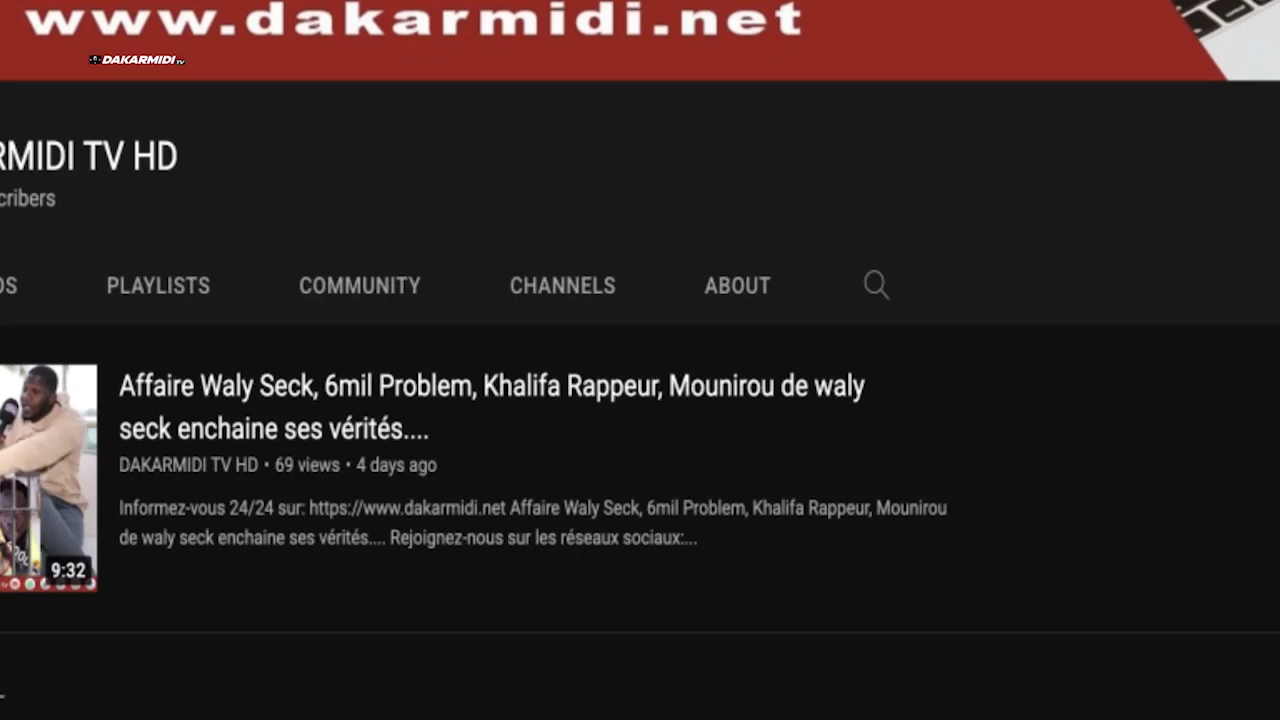 www.dakarmidi.net
DAKARMIDI TV
RMIDI TV HD
cribers
OS PLAYLISTS COMMUNITY CHANNELS ABOUT
Affaire Waly Seck, 6mil Problem, Khalifa Rappeur, Mounirou de waly
seck enchaine ses vérités....
DAKARMIDI TV HD • 69 views • 4 days ago
Informez-vous 24/24 sur: https://www.dakarmidi.net Affaire Waly Seck, 6mil Problem, Khalifa Rappeur, Mounirou
de waly seck enchaine ses vérités.... Rejoignez-nous sur les réseaux sociaux:...
9:32